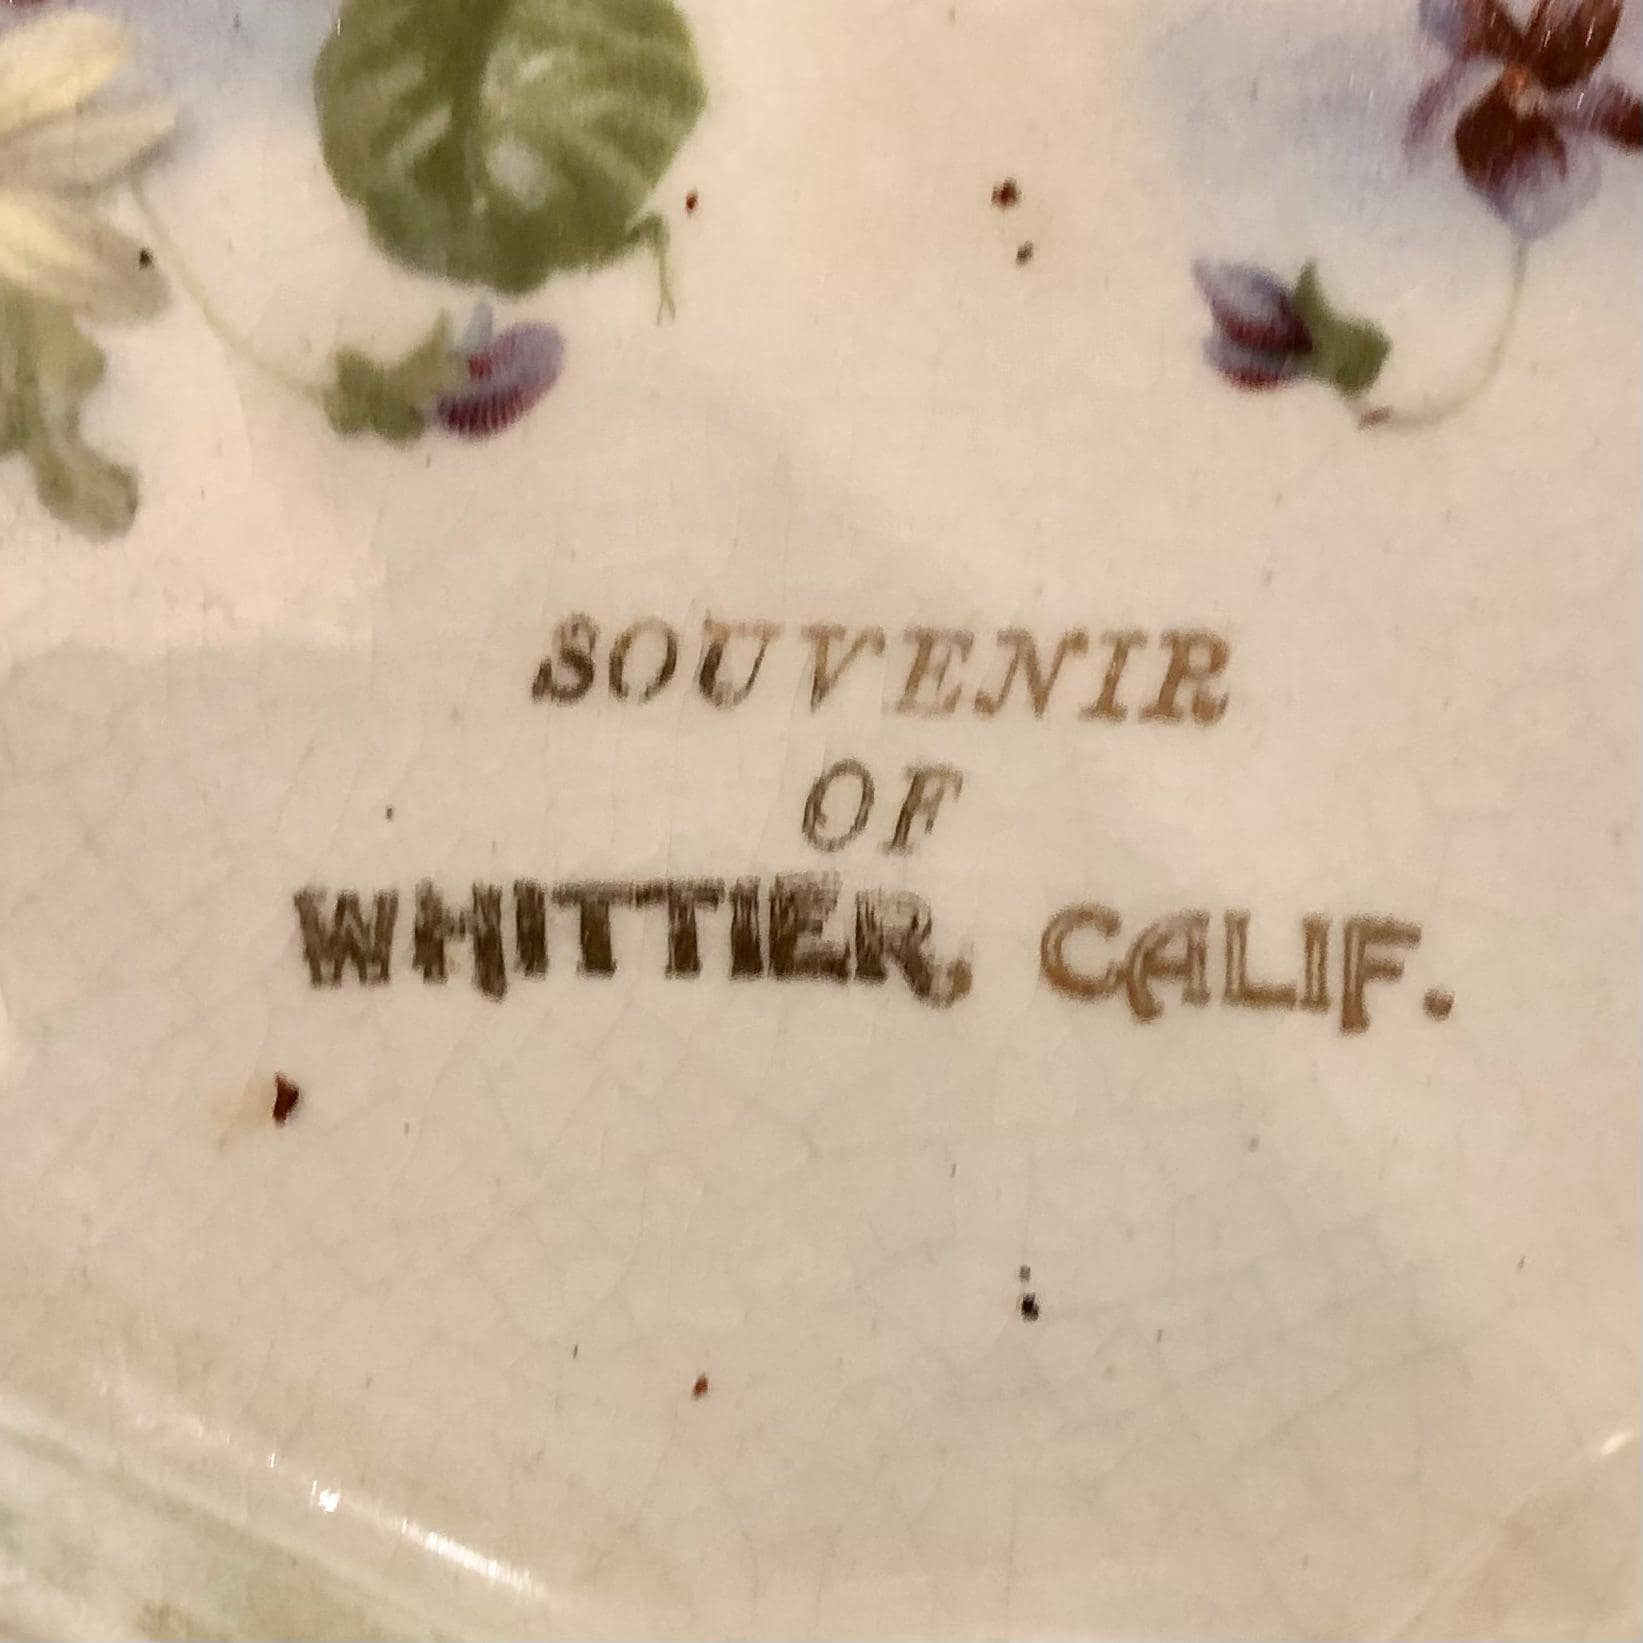 SOUVENIR
OF
WHITTIER, CALIF.